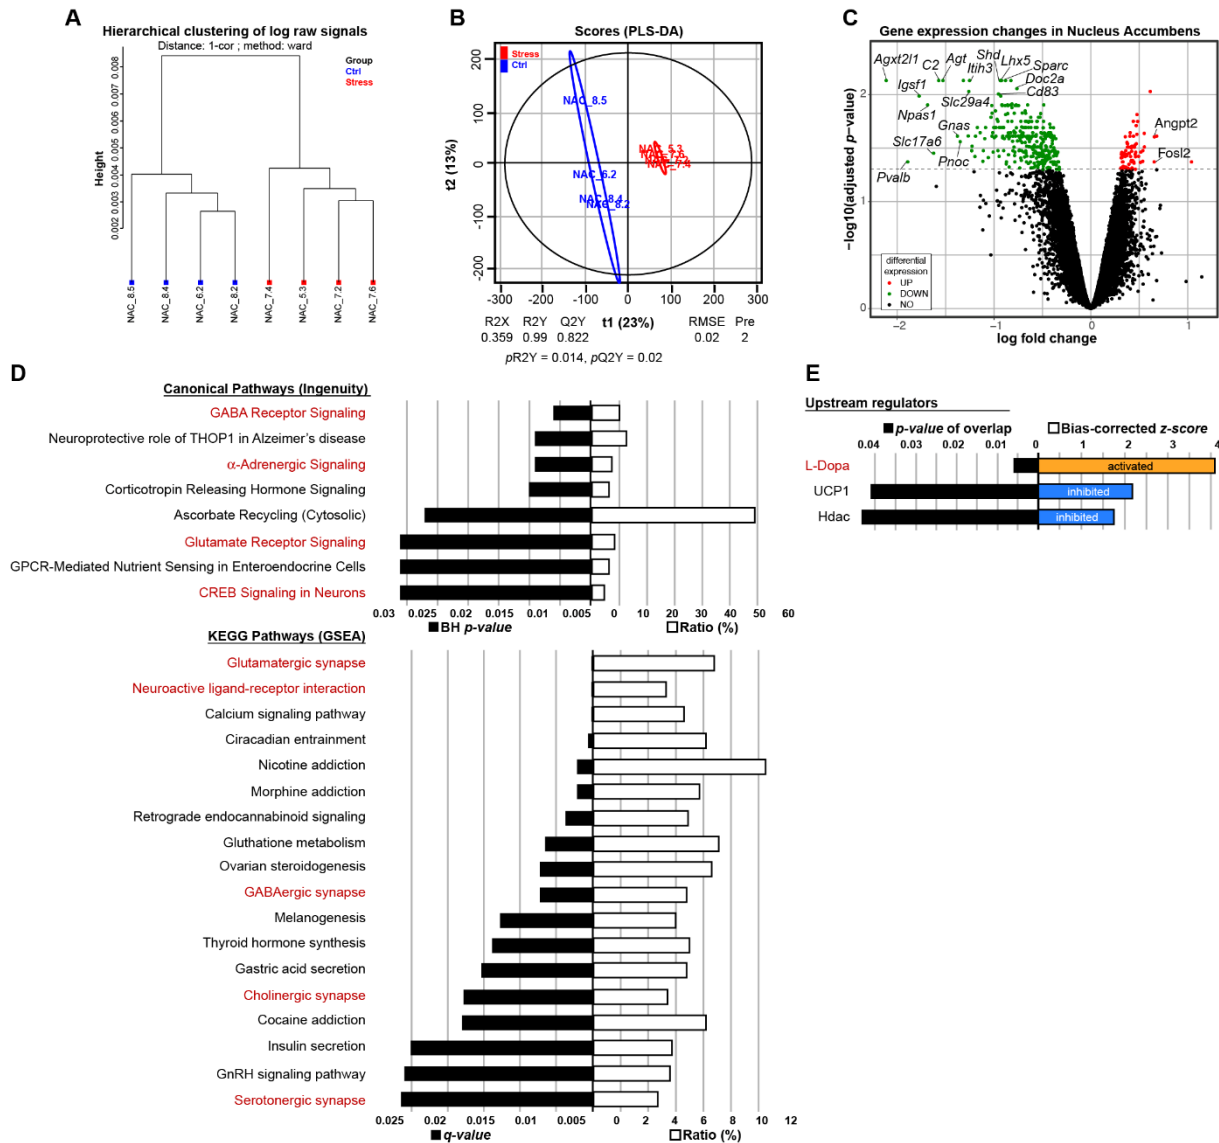 A
Hierarchical clustering of log raw signals
Distance: 1-cor ; method: ward
Group
Ctrl
Stress
Height
0.008
0.007
0.006
0.005
0.004
0.003
0.002
NAC_8.5
NAC_8.4
NAC_6.2
NAC_8.2
NAC_7.4
NAC_5.3
NAC_7.2
NAC_7.6
B
Scores (PLS-DA)
Stress
Ctrl
t2 (13%)
200
100
0
-100
-200
NAC_8.5
NAC_6.2
NAC_8.4
NAC_8.2
NAC_5.3
NAC_7.6
NAC_7.4
-300 -200 -100 0 100 200 300
R2X R2Y Q2Y t1 (23%) RMSE Pre
0.359 0.99 0.822 0.02 2
pR2Y = 0.014, pQ2Y = 0.02
C
Gene expression changes in Nucleus Accumbens
−log10(adjusted p−value)
2
1
0
Agxt2l1 C2 Agt Itih3 Shd Lhx5 Sparc
Doc2a
Cd83
Igsf1
Slc29a4
Npas1
Gnas
Slc17a6
Pnoc
Pvalb
Angpt2
Fosl2
differential
expression
UP
DOWN
NO
-2 -1 0 1
log fold change
D
Canonical Pathways (Ingenuity)
GABA Receptor Signaling
Neuroprotective role of THOP1 in Alzeimer's disease
α-Adrenergic Signaling
Corticotropin Releasing Hormone Signaling
Ascorbate Recycling (Cytosolic)
Glutamate Receptor Signaling
GPCR-Mediated Nutrient Sensing in Enteroendocrine Cells
CREB Signaling in Neurons
0.03 0.025 0.02 0.015 0.01 0.005 0 10 20 30 40 50 60
BH p-value Ratio (%)
KEGG Pathways (GSEA)
Glutamatergic synapse
Neuroactive ligand-receptor interaction
Calcium signaling pathway
Ciracadian entrainment
Nicotine addiction
Morphine addiction
Retrograde endocannabinoid signaling
Gluthatione metabolism
Ovarian steroidogenesis
GABAergic synapse
Melanogenesis
Thyroid hormone synthesis
Gastric acid secretion
Cholinergic synapse
Cocaine addiction
Insulin secretion
GnRH signaling pathway
Serotonergic synapse
0.025 0.02 0.015 0.01 0.005 0 2 4 6 8 10 12
q-value Ratio (%)
E
Upstream regulators
p-value of overlap Bias-corrected z-score
0.04 0.03 0.02 0.01 0 1 2 3 4
L-Dopa activated
UCP1 inhibited
Hdac inhibited